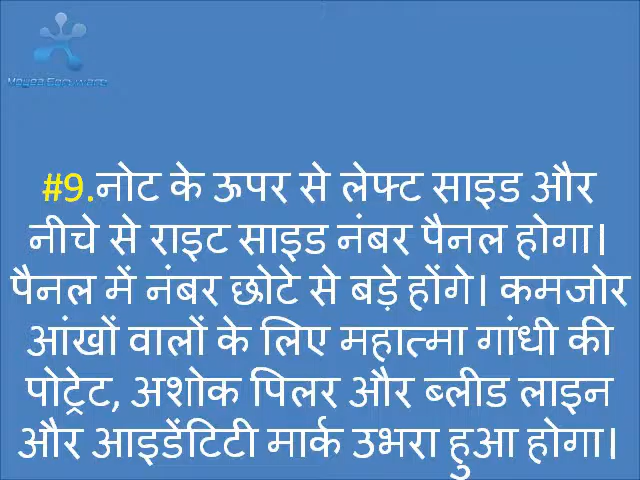 #9.नोट के ऊपर से लेफ्ट साइड और
नीचे से राइट साइड नंबर पैनल होगा।
पैनल में नंबर छोटे से बड़े होंगे। कमजोर
आंखों वालों के लिए महात्मा गांधी की
पोट्रेट, अशोक पिलर और ब्लीड लाइन
और आइडेंटिटी मार्क उभरा हुआ होगा।